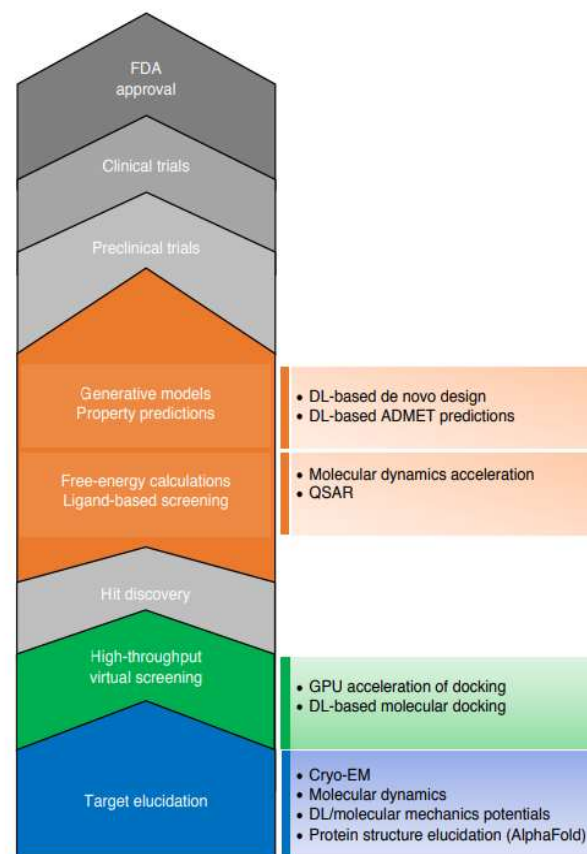 FDA
approval
Clinical trials
Preclinical trials
Generative models
Property predictions
• DL-based de novo design
• DL-based ADMET predictions
Free-energy calculations
Ligand-based screening
• Molecular dynamics acceleration
• QSAR
Hit discovery
High-throughput
virtual screening
• GPU acceleration of docking
• DL-based molecular docking
Target elucidation
• Cryo-EM
• Molecular dynamics
• DL/molecular mechanics potentials
• Protein structure elucidation (AlphaFold)